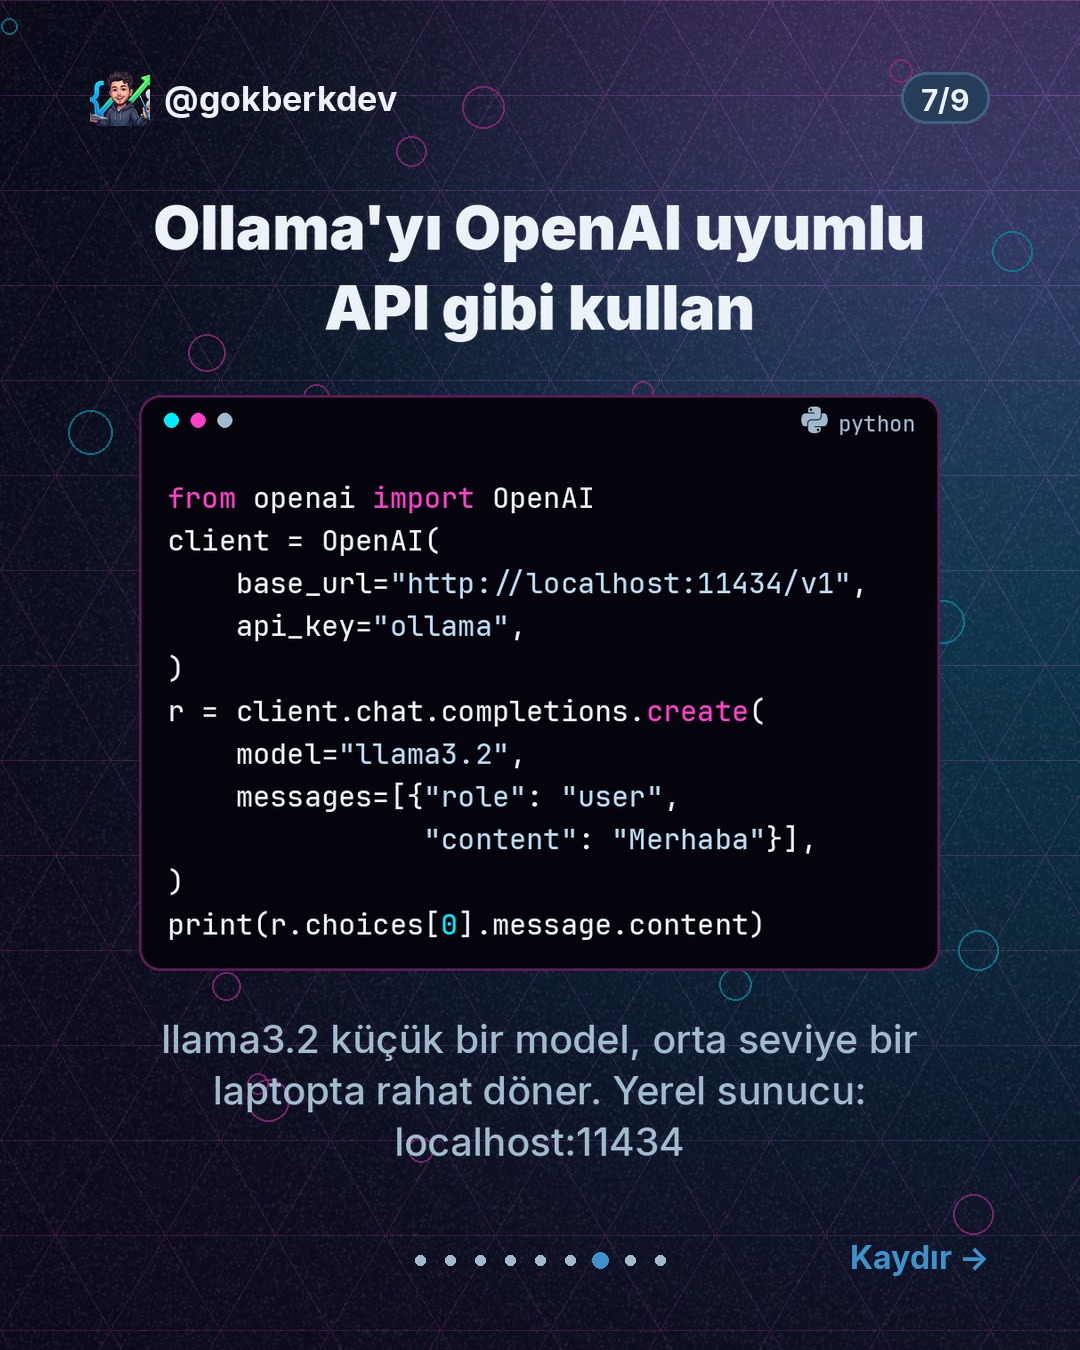 @gokberkdev
7/9
Ollama'yı OpenAI uyumlu
API gibi kullan
python
from openai import OpenAI
client = OpenAI(
    base_url="http://localhost:11434/v1",
    api_key="ollama",
)
r = client.chat.completions.create(
    model="llama3.2",
    messages=[{"role": "user",
               "content": "Merhaba"}],
)
print(r.choices[0].message.content)
llama3.2 küçük bir model, orta seviye bir
laptopta rahat döner. Yerel sunucu:
localhost:11434
Kaydır →